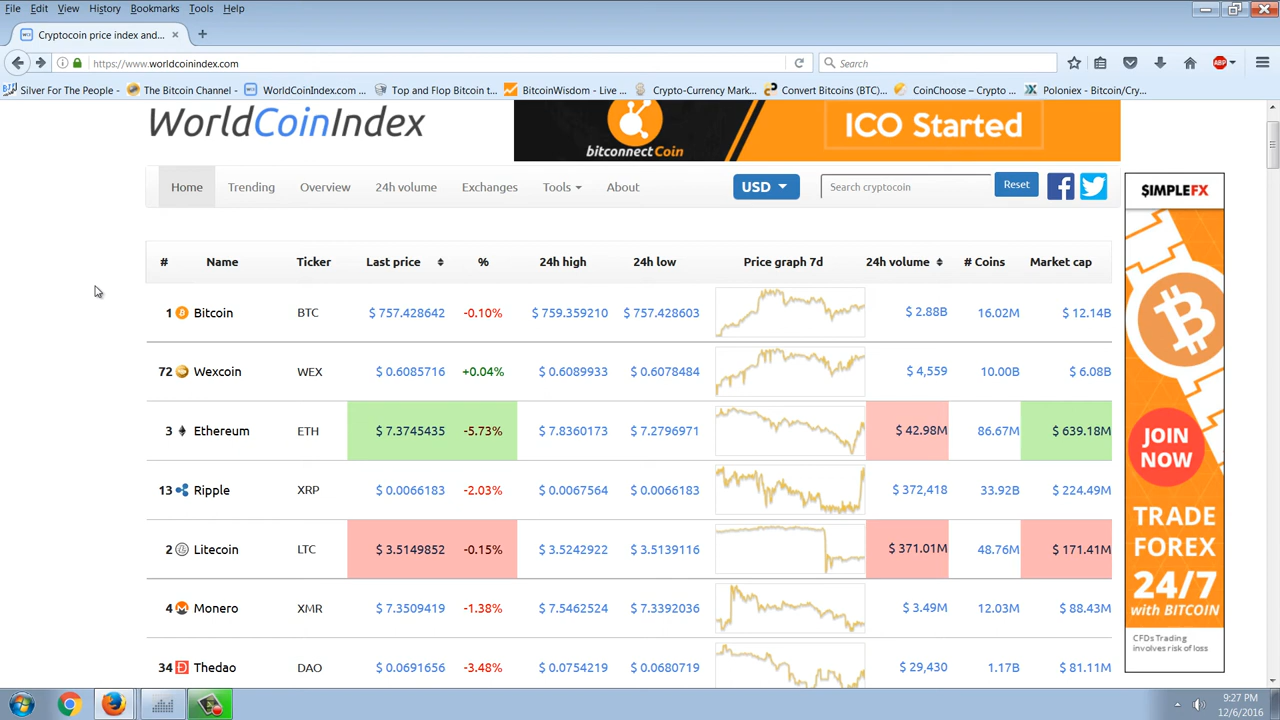 File Edit View History Bookmarks Tools Help
Cryptocoin price index and...
https://www.worldcoinindex.com
Search
ABP
Silver For The People - The Bitcoin Channel - WorldCoinIndex.com ... Top and Flop Bitcoin t... BitcoinWisdom - Live ... Crypto-Currency Mark... Convert Bitcoins (BTC)... CoinChoose – Crypto ... Poloniex - Bitcoin/Cry...
WorldCoinIndex
bitconnectCoin
ICO Started
Home Trending Overview 24h volume Exchanges Tools About
USD
Search cryptocoin
Reset
# Name Ticker Last price % 24h high 24h low Price graph 7d 24h volume # Coins Market cap
1 Bitcoin BTC $ 757.428642 -0.10% $ 759.359210 $ 757.428603 $ 2.88B 16.02M $ 12.14B
72 Wexcoin WEX $ 0.6085716 +0.04% $ 0.6089933 $ 0.6078484 $ 4,559 10.00B $ 6.08B
3 Ethereum ETH $ 7.3745435 -5.73% $ 7.8360173 $ 7.2796971 $ 42.98M 86.67M $ 639.18M
13 Ripple XRP $ 0.0066183 -2.03% $ 0.0067564 $ 0.0066183 $ 372,418 33.92B $ 224.49M
2 Litecoin LTC $ 3.5149852 -0.15% $ 3.5242922 $ 3.5139116 $ 371.01M 48.76M $ 171.41M
4 Monero XMR $ 7.3509419 -1.38% $ 7.5462524 $ 7.3392036 $ 3.49M 12.03M $ 88.43M
34 Thedao DAO $ 0.0691656 -3.48% $ 0.0754219 $ 0.0680719 $ 29,430 1.17B $ 81.11M
$IMPLEFX
JOIN
NOW
TRADE
FOREX
24/7
with BITCOIN
CFDs Trading
involves risk of loss
9:27 PM
12/6/2016